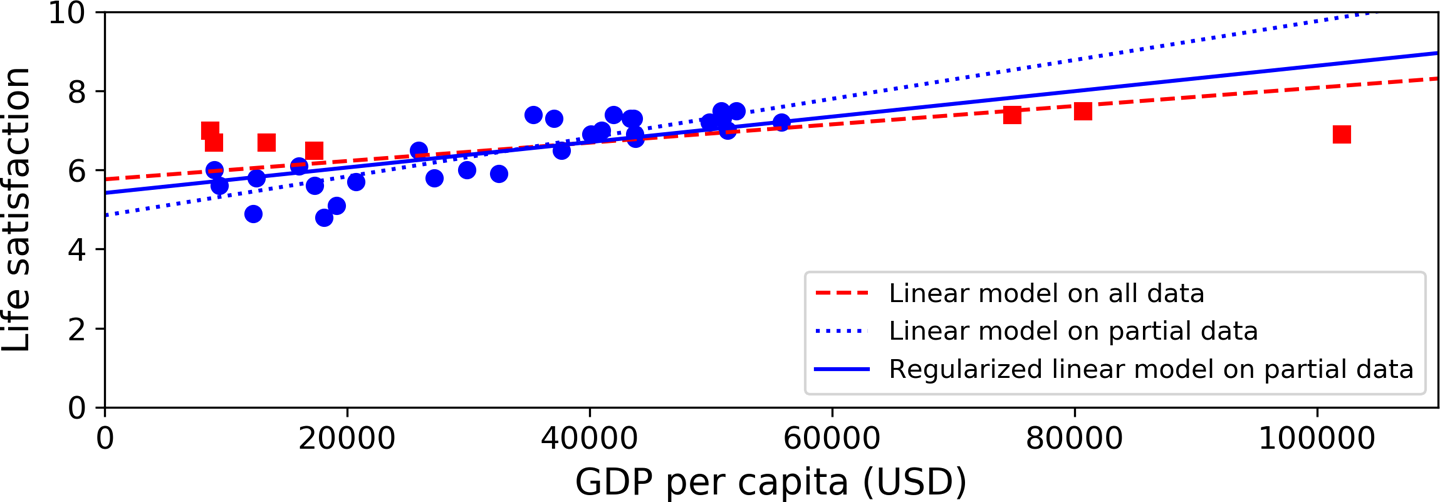 10
8
6
4
2
0
Life satisfaction
Linear model on all data
Linear model on partial data
Regularized linear model on partial data
0 20000 40000 60000 80000 100000
GDP per capita (USD)